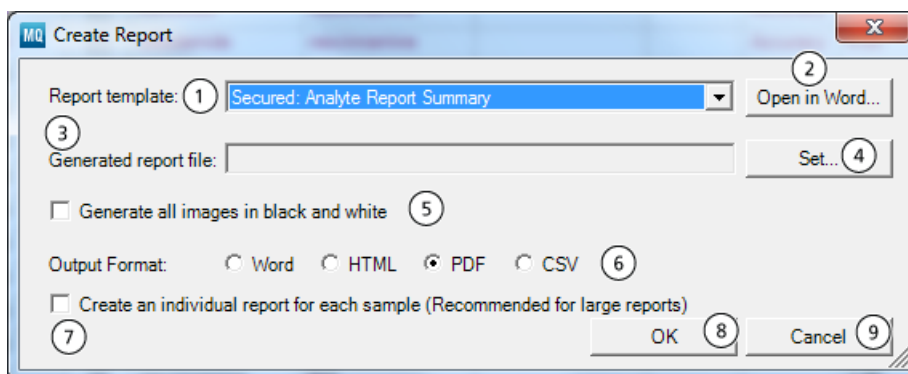 MQ Create Report X
2
Report template: 1 Secured: Analyte Report Summary Open in Word...
3
Generated report file: Set... 4
Generate all images in black and white 5
Output Format: Word HTML PDF CSV 6
Create an individual report for each sample (Recommended for large reports)
7 OK 8 Cancel 9